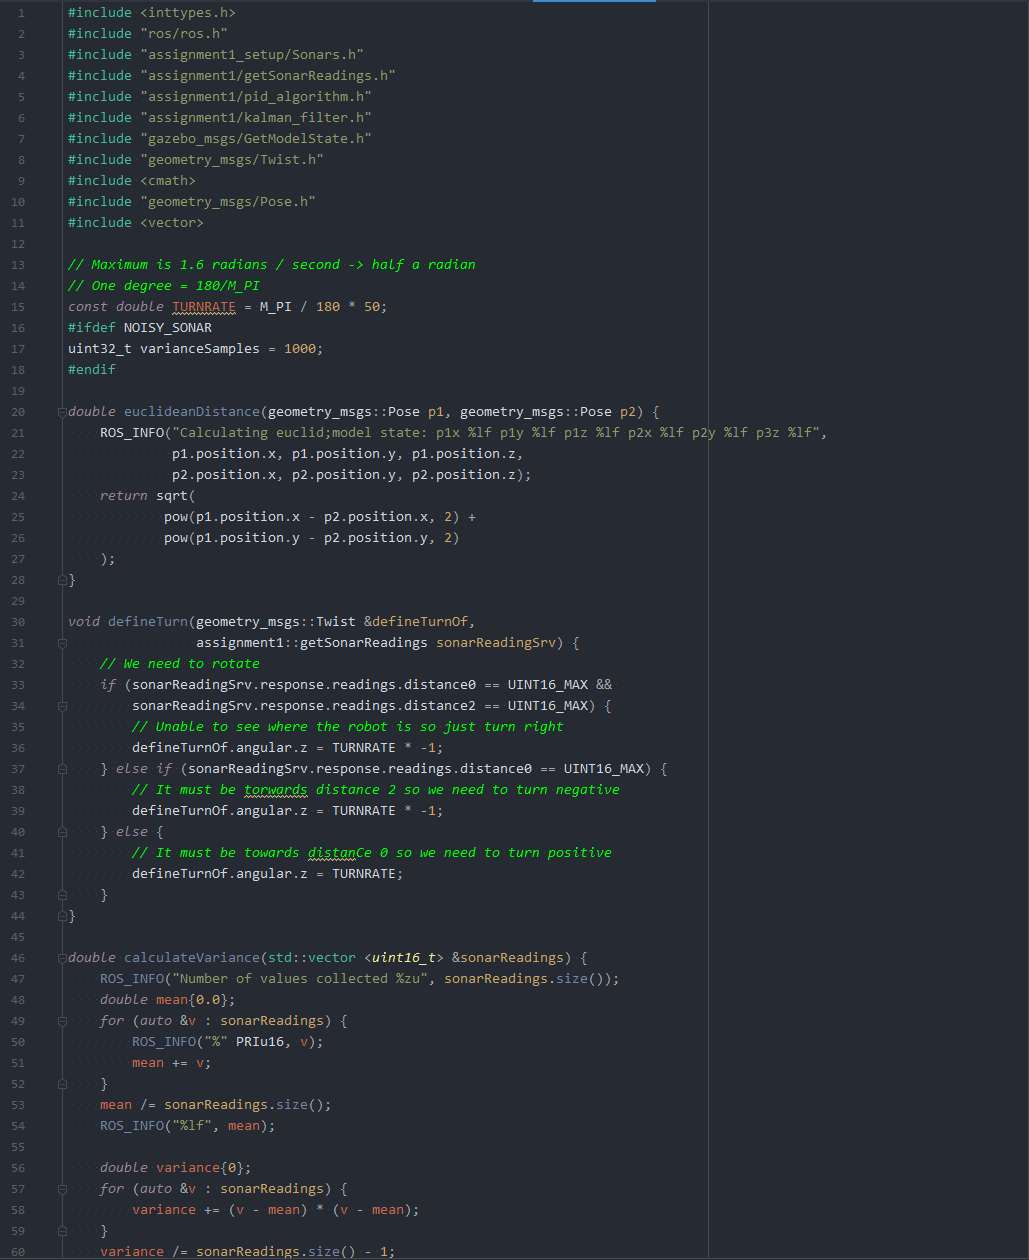 1 #include <inttypes.h>
2 #include "ros/ros.h"
3 #include "assignment1_setup/Sonars.h"
4 #include "assignment1/getSonarReadings.h"
5 #include "assignment1/pid_algorithm.h"
6 #include "assignment1/kalman_filter.h"
7 #include "gazebo_msgs/GetModelState.h"
8 #include "geometry_msgs/Twist.h"
9 #include <cmath>
10 #include "geometry_msgs/Pose.h"
11 #include <vector>
12
13 // Maximum is 1.6 radians / second -> half a radian
14 // One degree = 180/M_PI
15 const double TURNRATE = M_PI / 180 * 50;
16 #ifdef NOISY_SONAR
17 uint32_t varianceSamples = 1000;
18 #endif
19
20 double euclideanDistance(geometry_msgs::Pose p1, geometry_msgs::Pose p2) {
21     ROS_INFO("Calculating euclid;model state: p1x %lf p1y %lf p1z %lf p2x %lf p2y %lf p3z %lf",
22              p1.position.x, p1.position.y, p1.position.z,
23              p2.position.x, p2.position.y, p2.position.z);
24     return sqrt(
25             pow(p1.position.x - p2.position.x, 2) +
26             pow(p1.position.y - p2.position.y, 2)
27     );
28 }
29
30 void defineTurn(geometry_msgs::Twist &defineTurnOf,
31                 assignment1::getSonarReadings sonarReadingSrv) {
32     // We need to rotate
33     if (sonarReadingSrv.response.readings.distance0 == UINT16_MAX &&
34         sonarReadingSrv.response.readings.distance2 == UINT16_MAX) {
35         // Unable to see where the robot is so just turn right
36         defineTurnOf.angular.z = TURNRATE * -1;
37     } else if (sonarReadingSrv.response.readings.distance0 == UINT16_MAX) {
38         // It must be torwards distance 2 so we need to turn negative
39         defineTurnOf.angular.z = TURNRATE * -1;
40     } else {
41         // It must be towards distanCe 0 so we need to turn positive
42         defineTurnOf.angular.z = TURNRATE;
43     }
44 }
45
46 double calculateVariance(std::vector <uint16_t> &sonarReadings) {
47     ROS_INFO("Number of values collected %zu", sonarReadings.size());
48     double mean{0.0};
49     for (auto &v : sonarReadings) {
50         ROS_INFO("%" PRIu16, v);
51         mean += v;
52     }
53     mean /= sonarReadings.size();
54     ROS_INFO("%lf", mean);
55
56     double variance{0};
57     for (auto &v : sonarReadings) {
58         variance += (v - mean) * (v - mean);
59     }
60     variance /= sonarReadings.size() - 1;